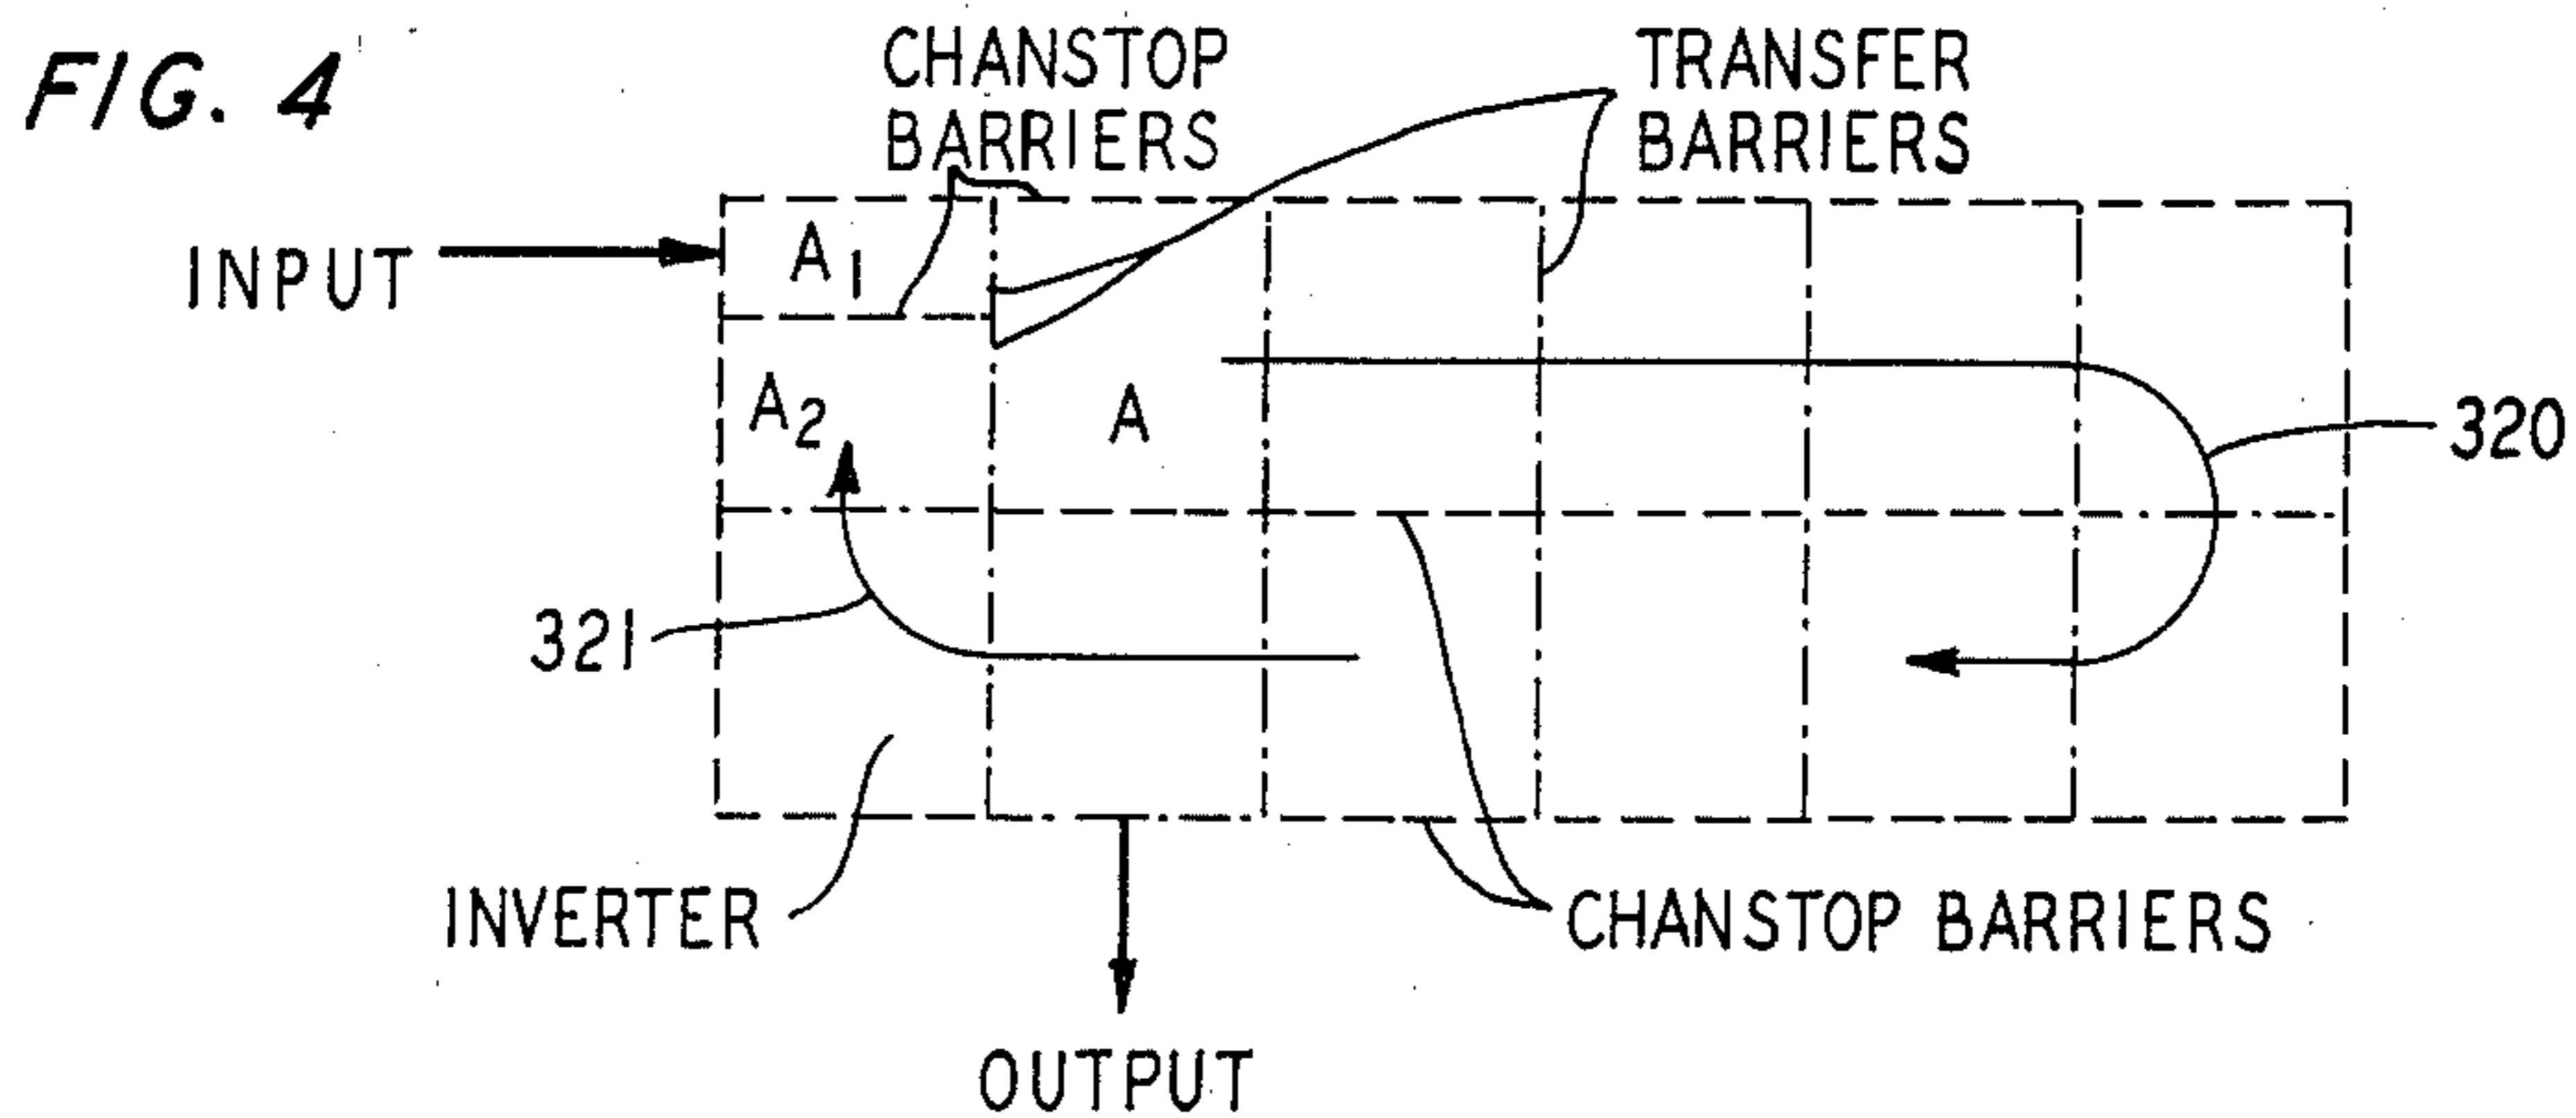 FIG. 4
CHANSTOP
BARRIERS
TRANSFER
BARRIERS
INPUT
A1
A2
A
320
321
INVERTER
CHANSTOP BARRIERS
OUTPUT